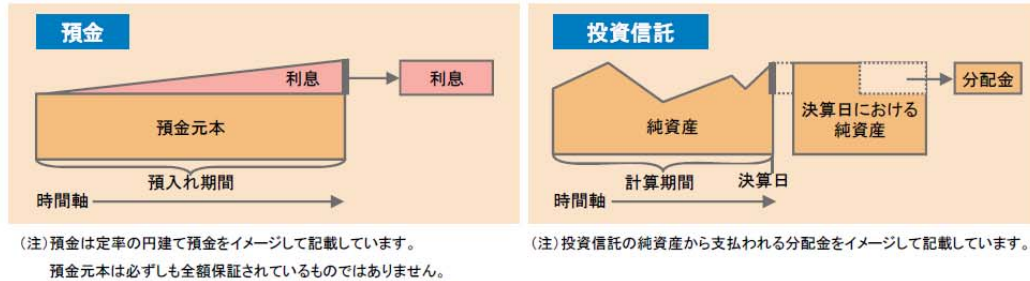 預金
利息
利息
預金元本
預入れ期間
時間軸
(注)預金は定率の円建て預金をイメージして記載しています。
預金元本は必ずしも全額保証されているものではありません。
投資信託
分配金
純資産
決算日における
純資産
計算期間
決算日
時間軸
(注)投資信託の純資産から支払われる分配金をイメージして記載しています。